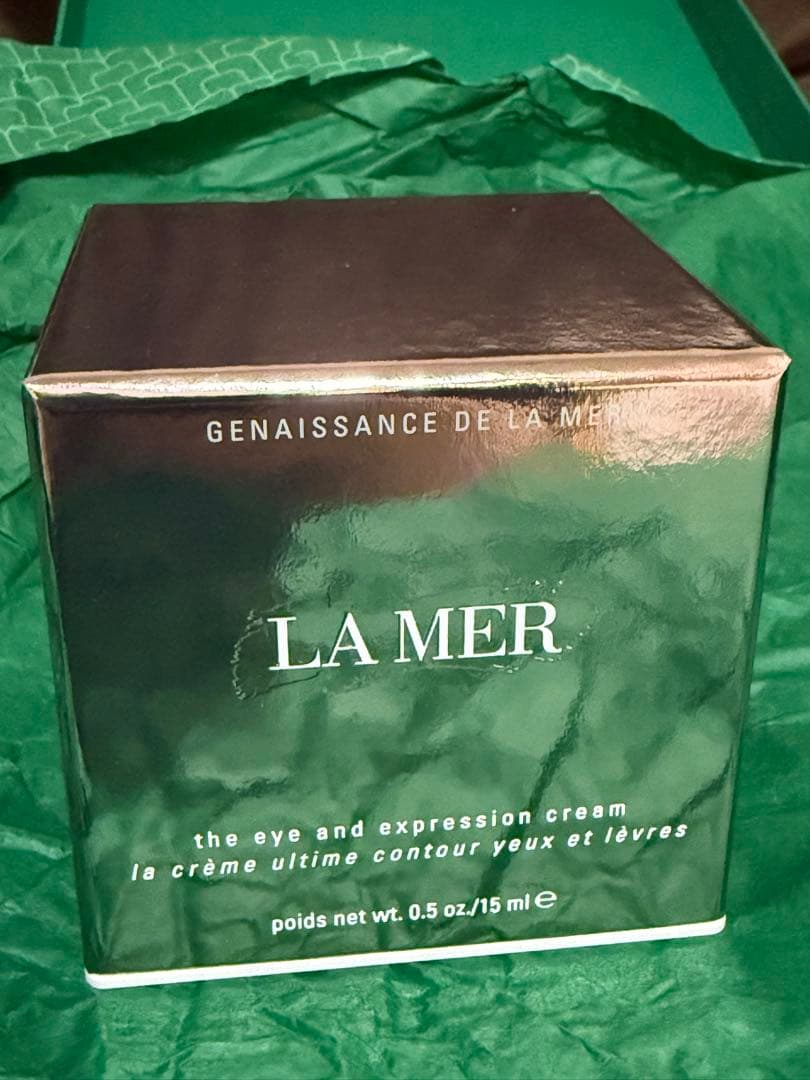 GENAISSANCE DE LA MER
LA MER
the eye and expression cream
la crème ultime contour yeux et lèvres
poids net wt. 0.5 oz./15 ml ℮